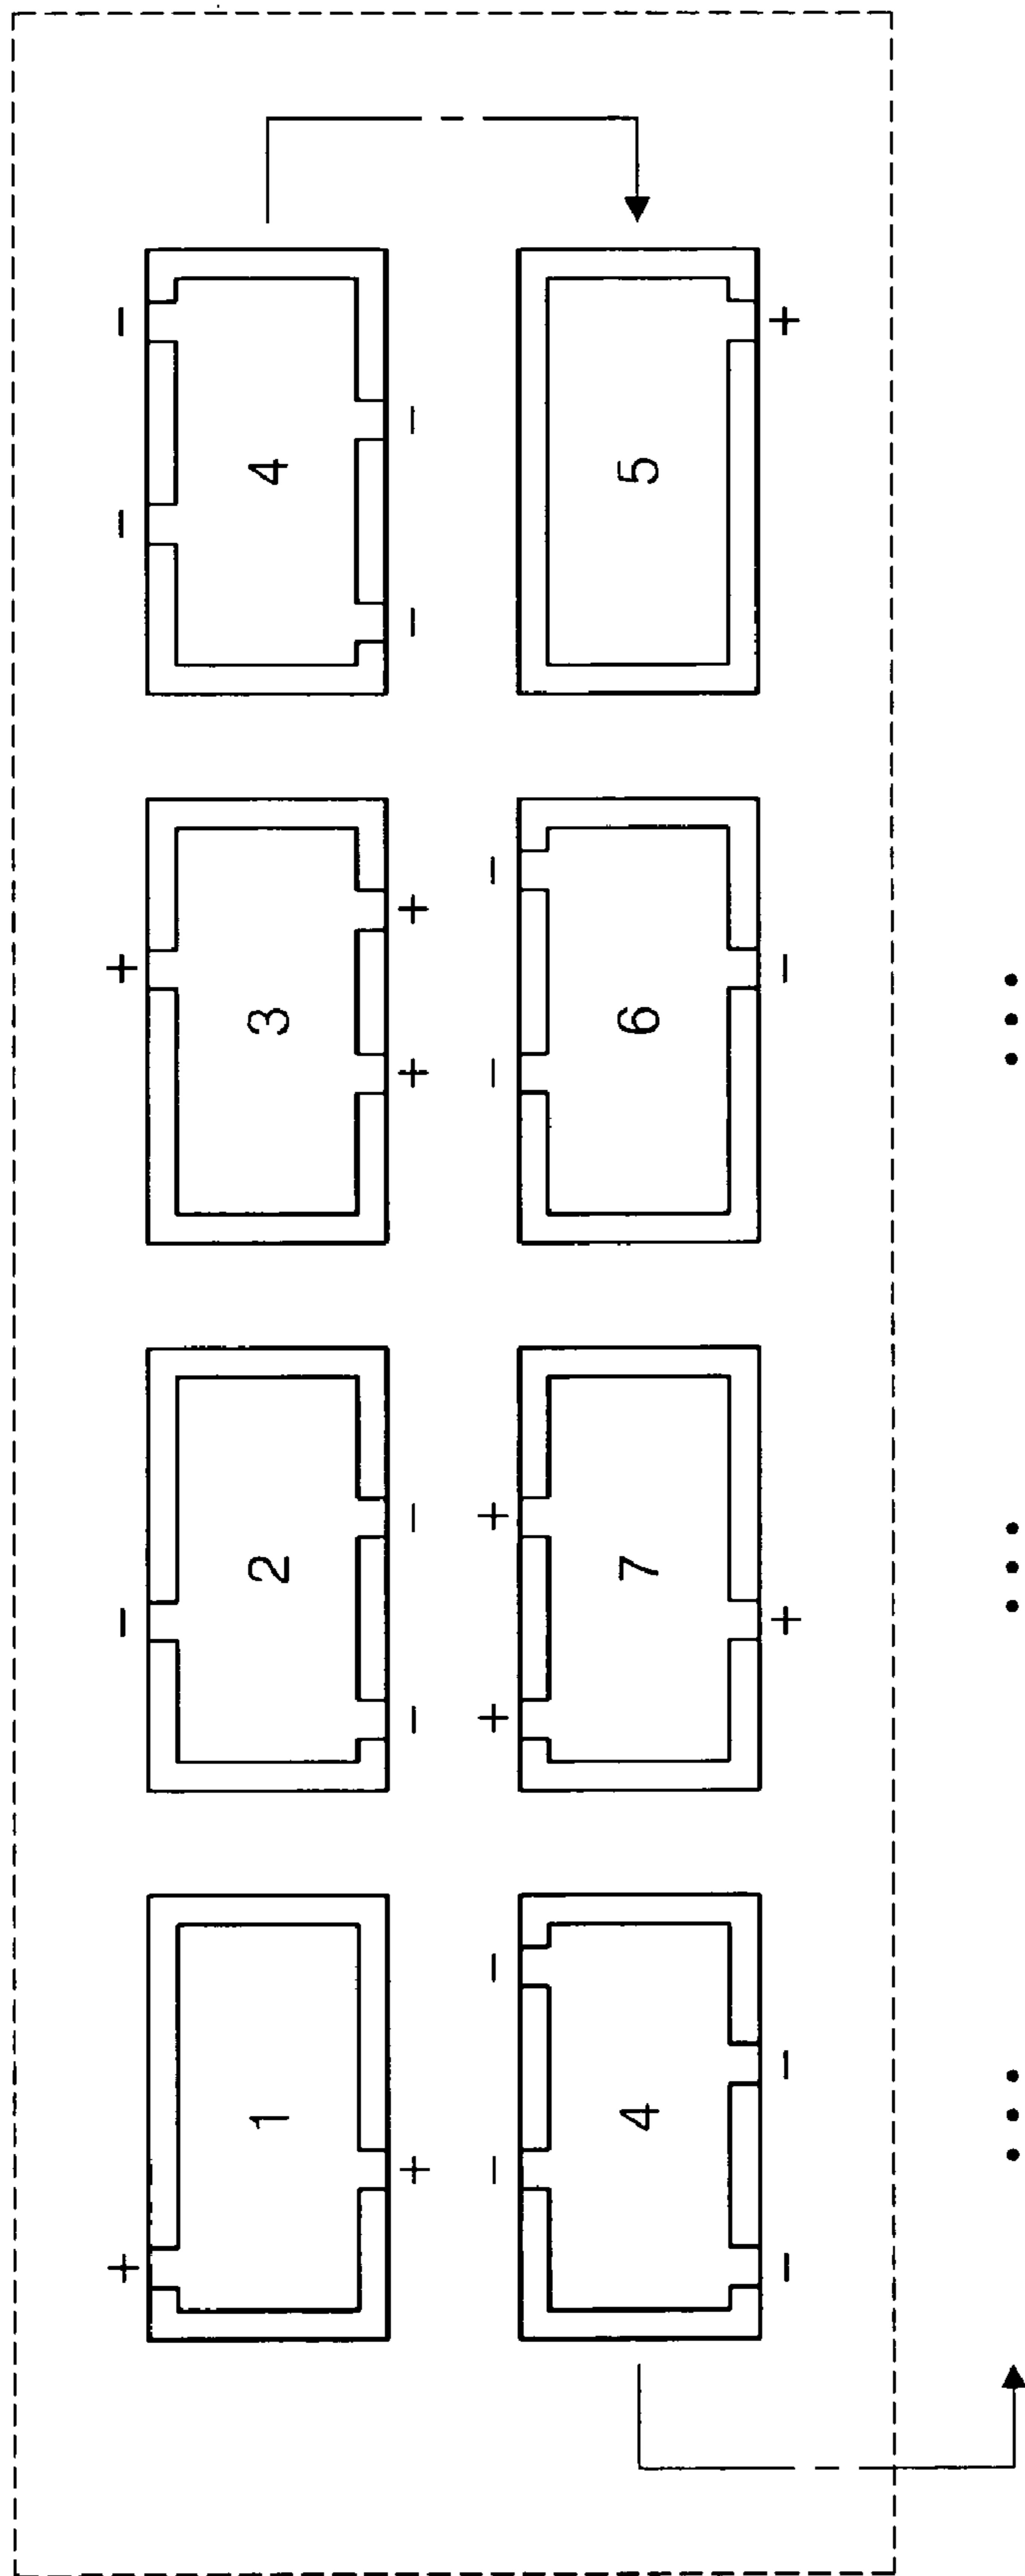 + - + - -
1 2 3 4
+ - - + + - -
- - + + - -
4 7 6 5
- - + - +
... ... ...